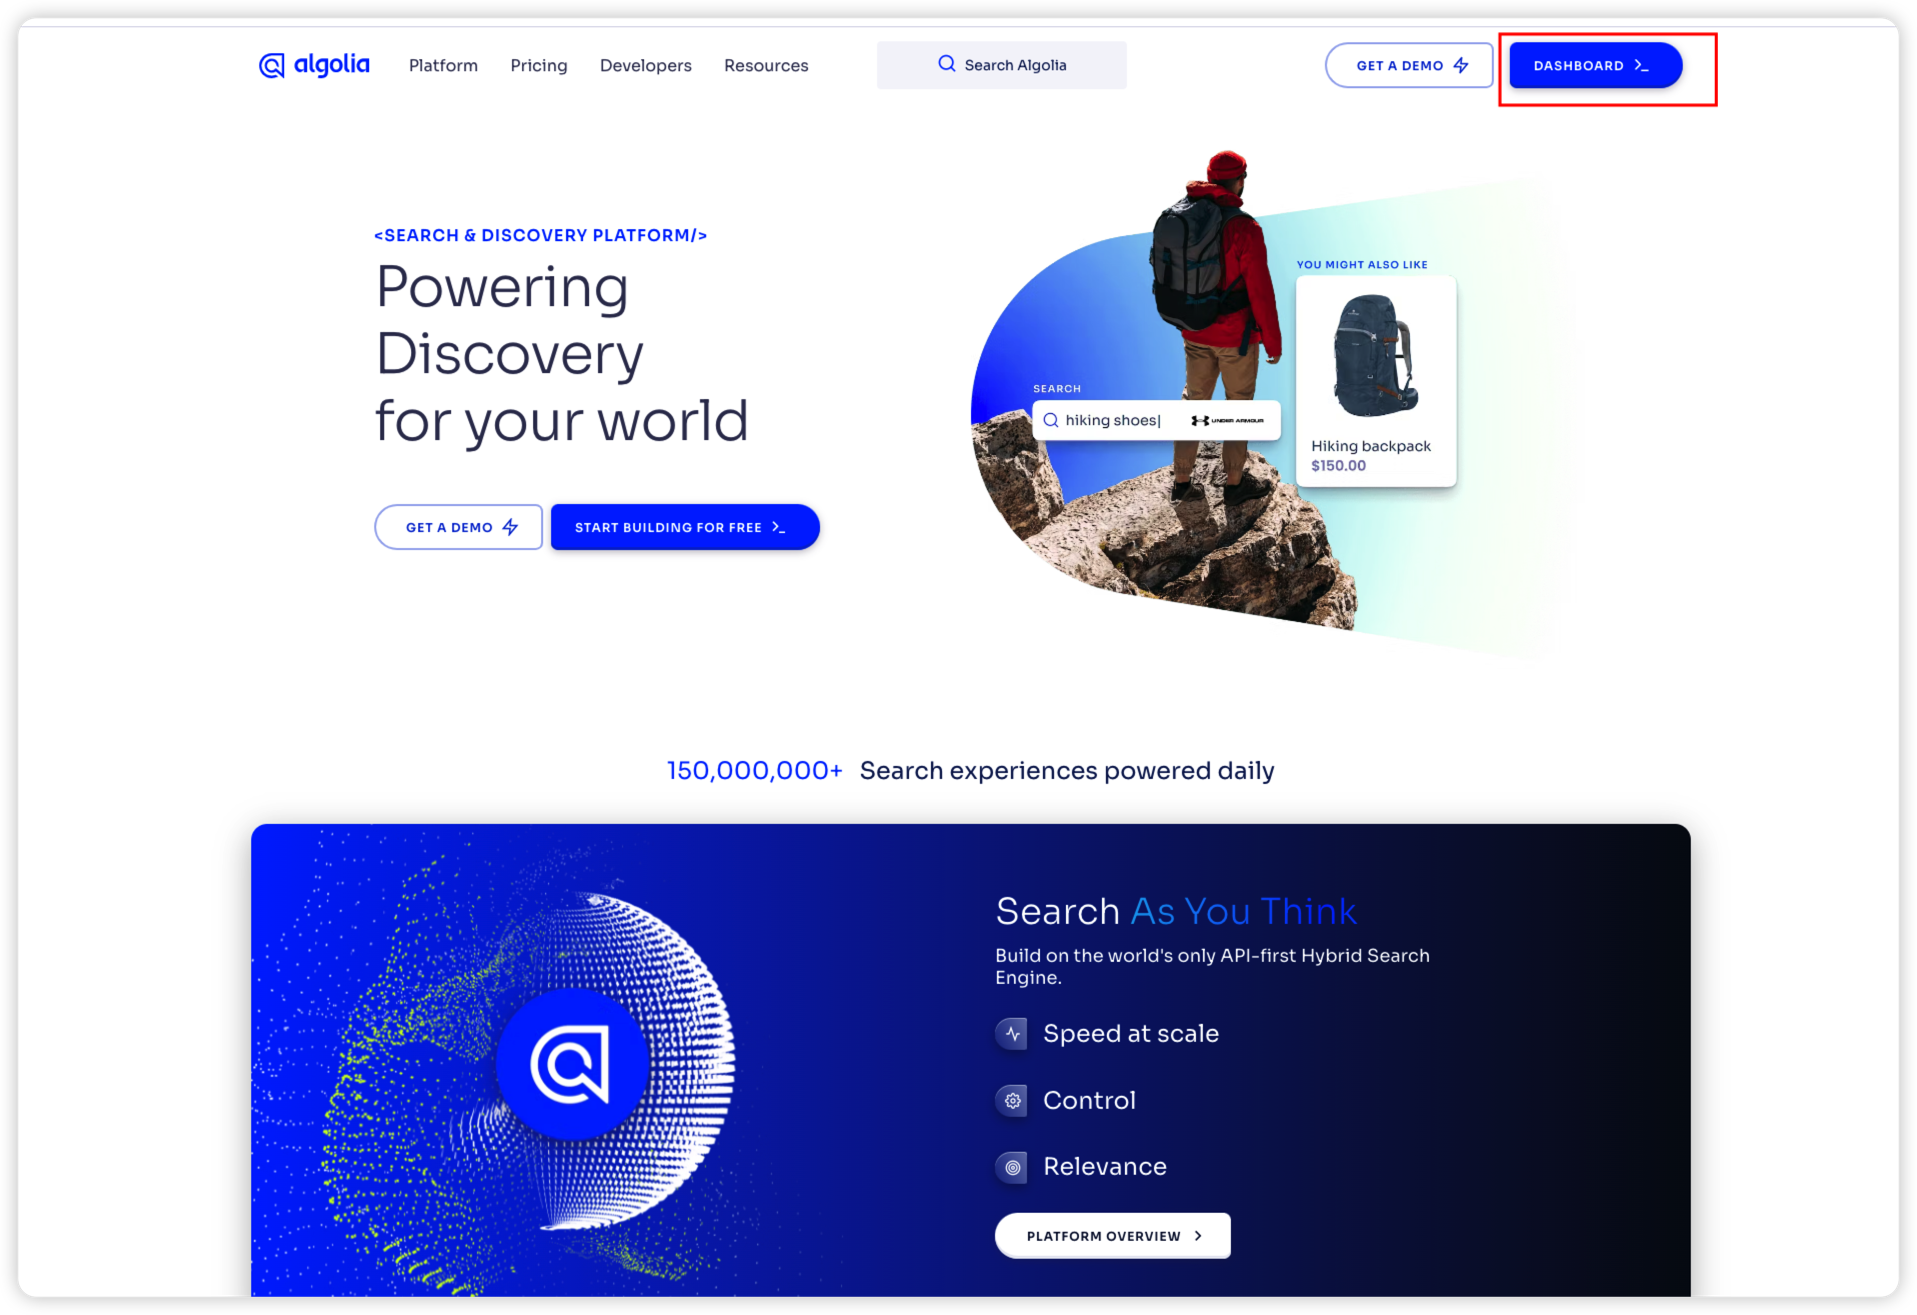 algolia
Platform
Pricing
Developers
Resources
Search Algolia
GET A DEMO
DASHBOARD
<SEARCH & DISCOVERY PLATFORM/>
Powering
Discovery
for your world
GET A DEMO
START BUILDING FOR FREE
YOU MIGHT ALSO LIKE
SEARCH
hiking shoes|
UNDER ARMOUR
Hiking backpack
$150.00
150,000,000+ Search experiences powered daily
Search As You Think
Build on the world's only API-first Hybrid Search
Engine.
Speed at scale
Control
Relevance
PLATFORM OVERVIEW